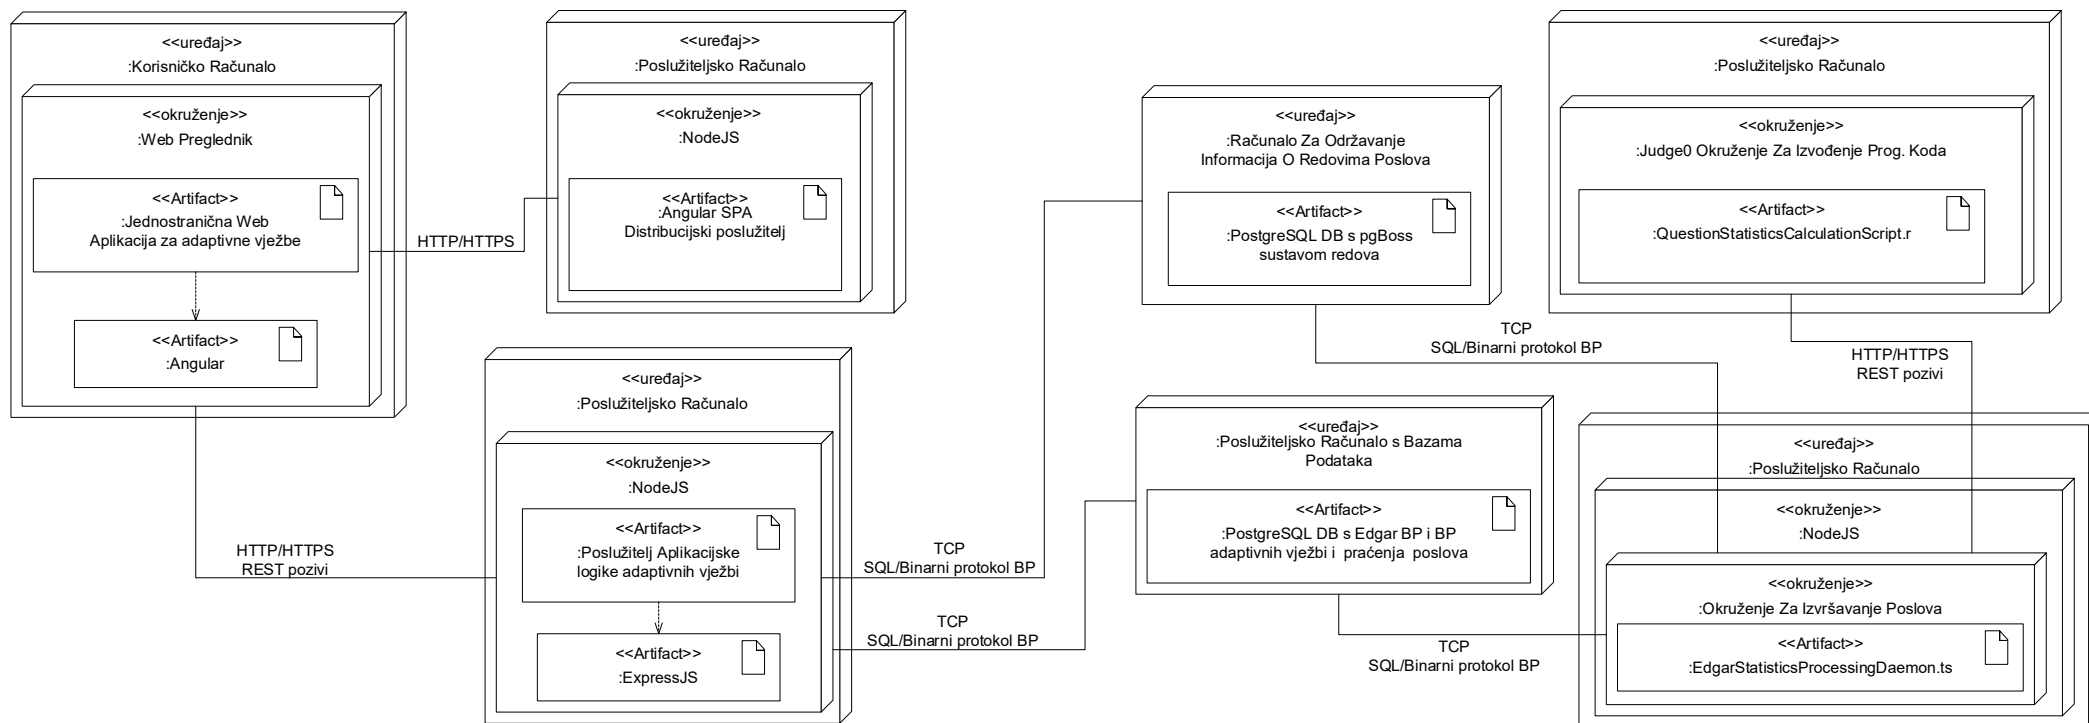 <<uređaj>>
:Korisničko Računalo
<<okruženje>>
:Web Preglednik
<<Artifact>>
:Jednostranična Web
Aplikacija za adaptivne vježbe
<<Artifact>>
:Angular
HTTP/HTTPS
<<uređaj>>
:Poslužiteljsko Računalo
<<okruženje>>
:NodeJS
<<Artifact>>
:Angular SPA
Distribucijski poslužitelj
HTTP/HTTPS
REST pozivi
<<uređaj>>
:Poslužiteljsko Računalo
<<okruženje>>
:NodeJS
<<Artifact>>
:Poslužitelj Aplikacijske
logike adaptivnih vježbi
<<Artifact>>
:ExpressJS
TCP
SQL/Binarni protokol BP
TCP
SQL/Binarni protokol BP
<<uređaj>>
:Računalo Za Održavanje
Informacija O Redovima Poslova
<<Artifact>>
:PostgreSQL DB s pgBoss
sustavom redova
<<uređaj>>
:Poslužiteljsko Računalo s Bazama
Podataka
<<Artifact>>
:PostgreSQL DB s Edgar BP i BP
adaptivnih vježbi i praćenja poslova
TCP
SQL/Binarni protokol BP
TCP
SQL/Binarni protokol BP
<<uređaj>>
:Poslužiteljsko Računalo
<<okruženje>>
:Judge0 Okruženje Za Izvođenje Prog. Koda
<<Artifact>>
:QuestionStatisticsCalculationScript.r
HTTP/HTTPS
REST pozivi
<<uređaj>>
:Poslužiteljsko Računalo
<<okruženje>>
:NodeJS
<<okruženje>>
:Okruženje Za Izvršavanje Poslova
<<Artifact>>
:EdgarStatisticsProcessingDaemon.ts